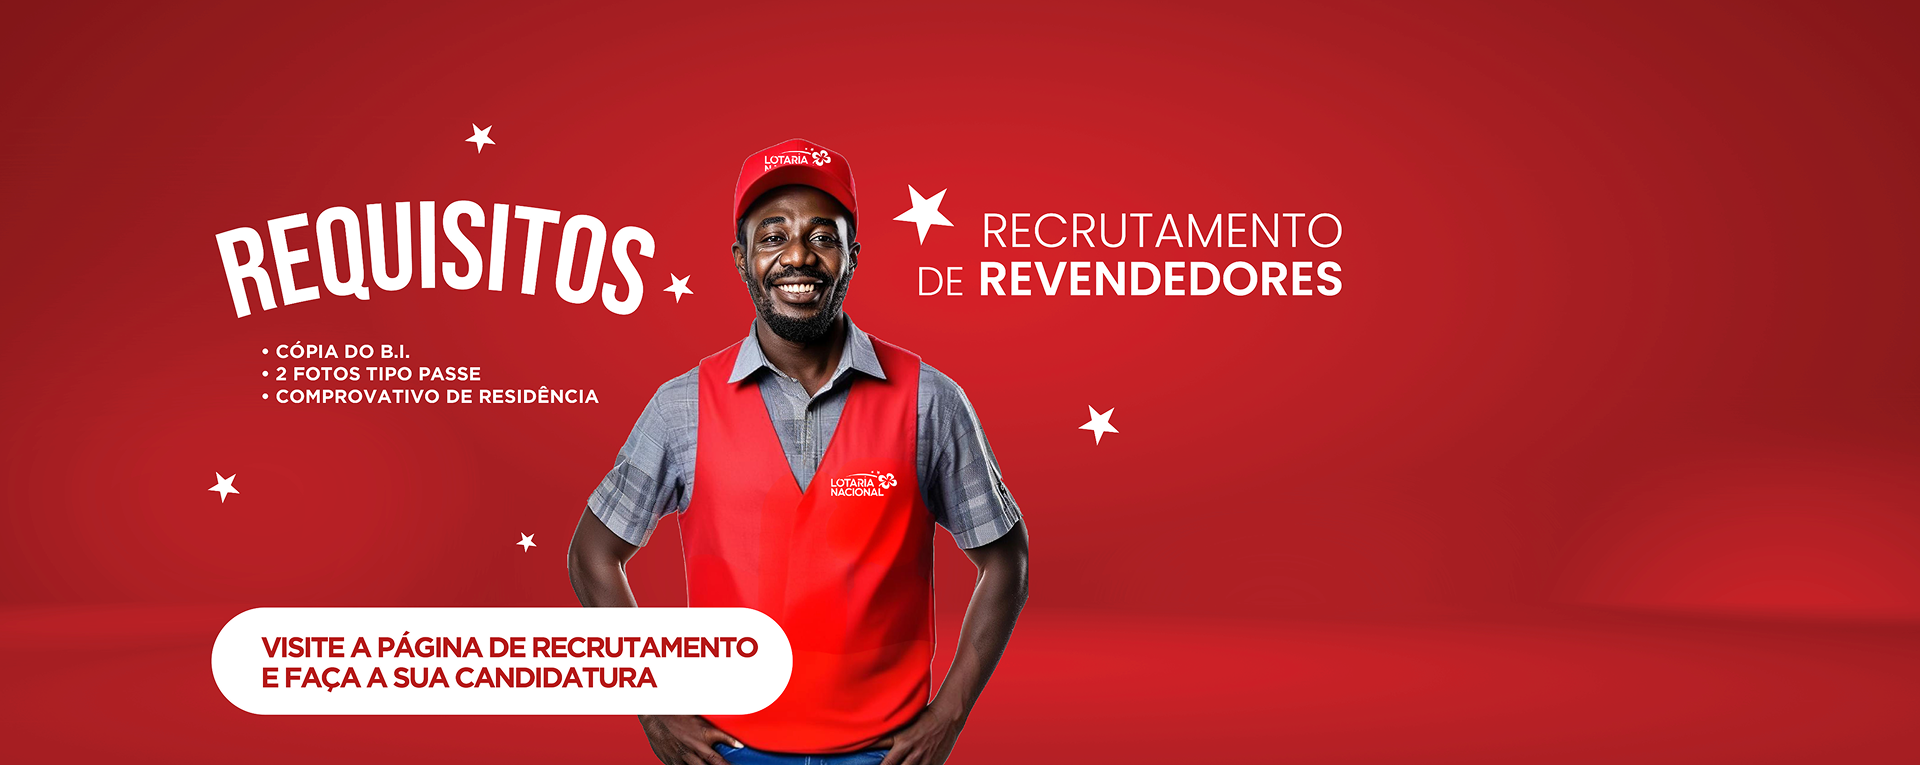 REQUISITOS
• CÓPIA DO B.I.
• 2 FOTOS TIPO PASSE
• COMPROVATIVO DE RESIDÊNCIA
LOTARIA
RECRUTAMENTO
DE REVENDEDORES
LOTARIA
NACIONAL
VISITE A PÁGINA DE RECRUTAMENTO
E FAÇA A SUA CANDIDATURA